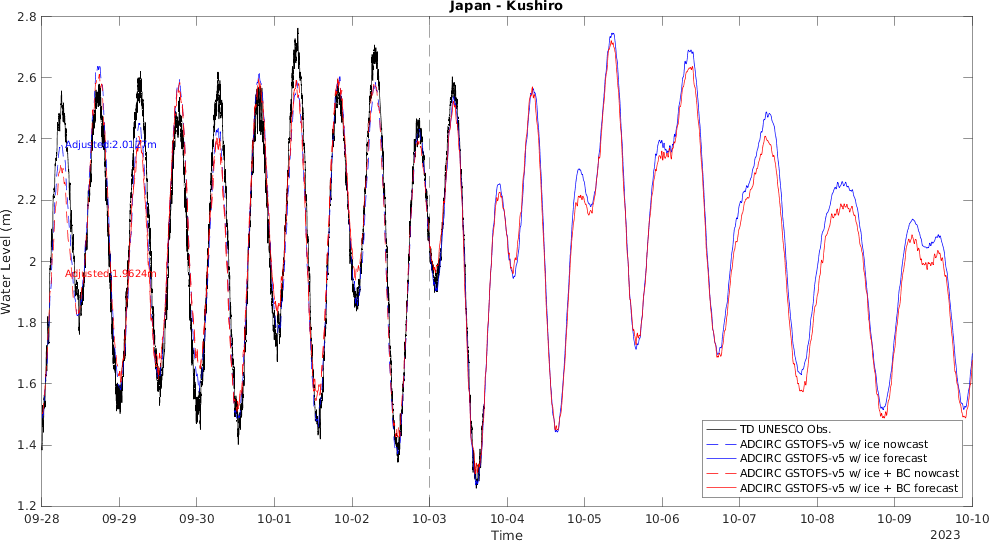 Japan - Kushiro
2.8
2.6
2.4
2.2
2
1.8
1.6
1.4
1.2
Water Level (m)
Adjusted:1.9624m
TD UNESCO Obs.
ADCIRC GSTOFS-v5 w/ ice nowcast
ADCIRC GSTOFS-v5 w/ ice forecast
ADCIRC GSTOFS-v5 w/ ice + BC nowcast
ADCIRC GSTOFS-v5 w/ ice + BC forecast
09-28 09-29 09-30 10-01 10-02 10-03 10-04 10-05 10-06 10-07 10-08 10-09 10-10
Time
2023